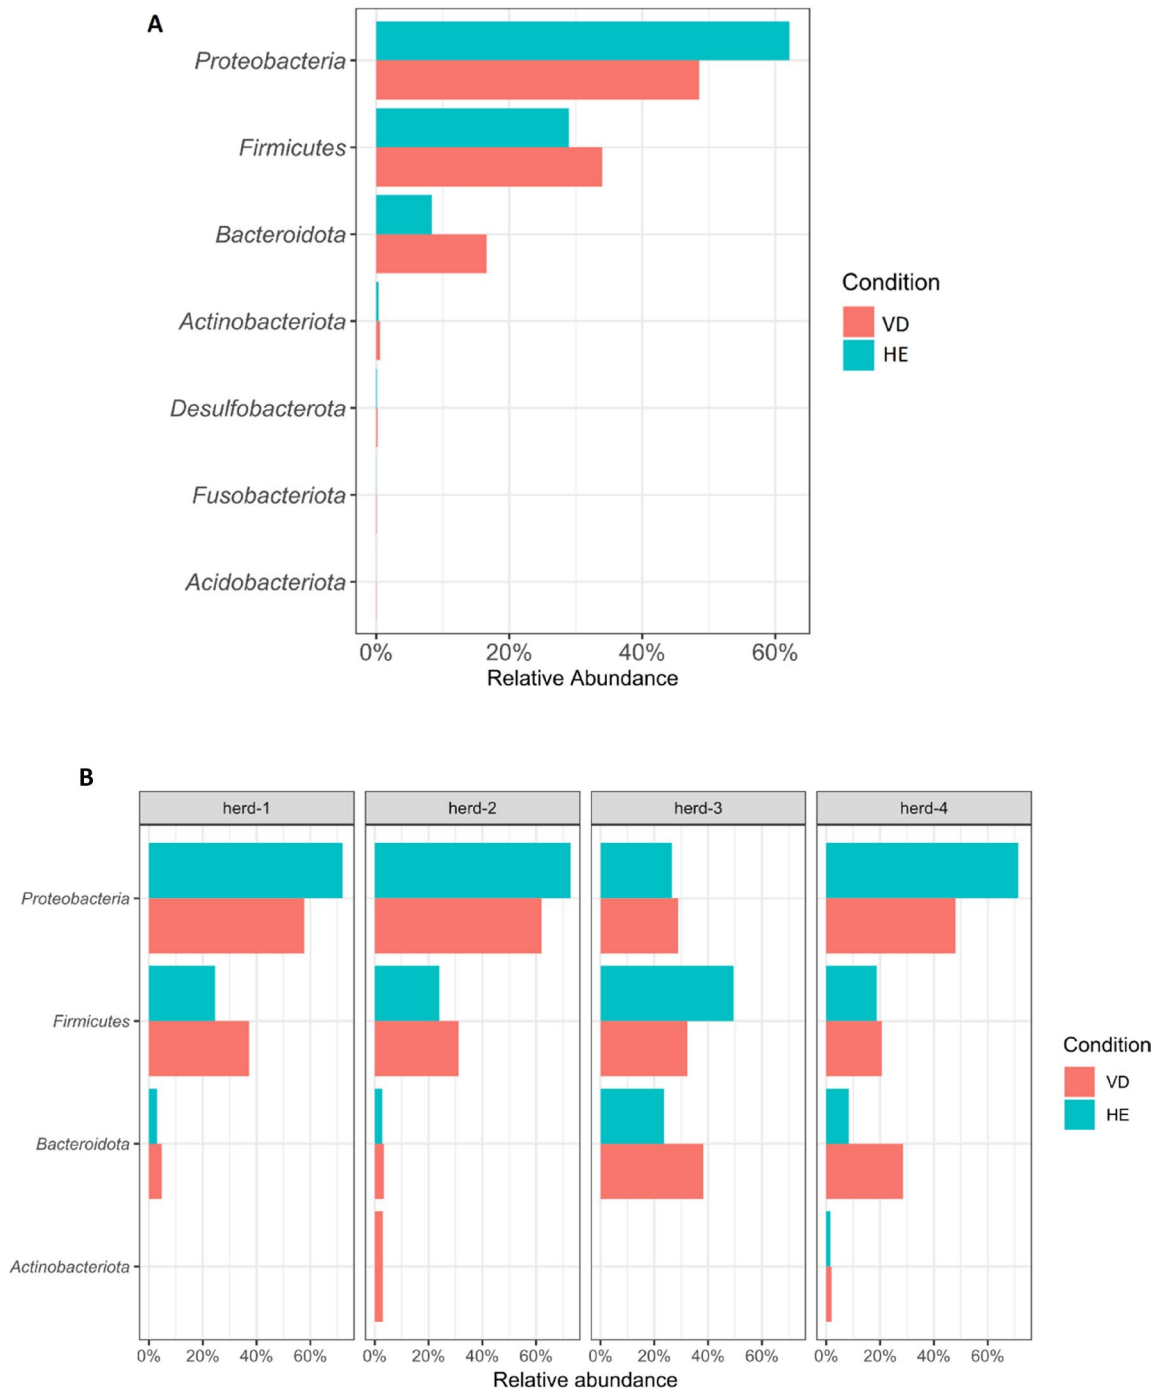 A
Proteobacteria
Firmicutes
Bacteroidota
Actinobacteriota
Desulfobacterota
Fusobacteriota
Acidobacteriota
0% 20% 40% 60%
Relative Abundance
Condition
VD
HE
B
herd-1 herd-2 herd-3 herd-4
Proteobacteria
Firmicutes
Bacteroidota
Actinobacteriota
0% 20% 40% 60% 0% 20% 40% 60% 0% 20% 40% 60% 0% 20% 40% 60%
Relative abundance
Condition
VD
HE